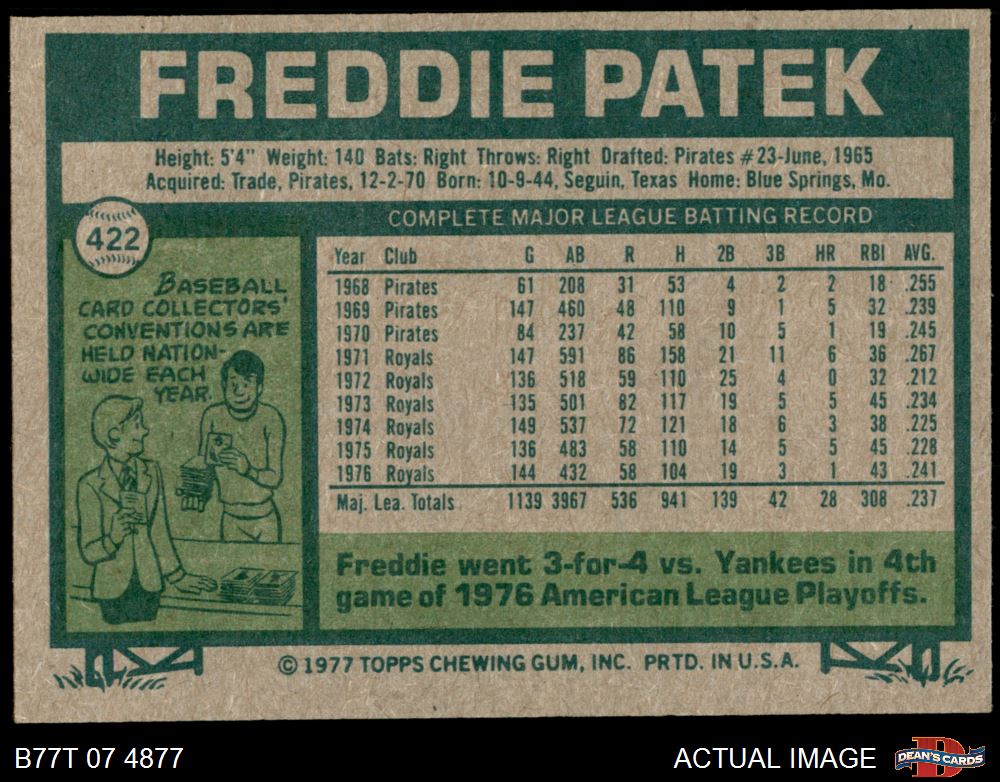 FREDDIE PATEK
Height: 5'4" Weight: 140 Bats: Right Throws: Right Drafted: Pirates #23-June, 1965
Acquired: Trade, Pirates, 12-2-70 Born: 10-9-44, Seguin, Texas Home: Blue Springs, Mo.
422
COMPLETE MAJOR LEAGUE BATTING RECORD
BASEBALL
CARD COLLECTORS'
CONVENTIONS ARE
HELD NATION-
WIDE EACH
YEAR.
Year Club G AB R H 2B 3B HR RBI AVG.
1968 Pirates 61 208 31 53 4 2 2 18 .255
1969 Pirates 147 460 48 110 9 1 5 32 .239
1970 Pirates 84 237 42 58 10 5 1 19 .245
1971 Royals 147 591 86 158 21 11 6 36 .267
1972 Royals 136 518 59 110 25 4 0 32 .212
1973 Royals 135 501 82 117 19 5 5 45 .234
1974 Royals 149 537 72 121 18 6 3 38 .225
1975 Royals 136 483 58 110 14 5 5 45 .228
1976 Royals 144 432 58 104 19 3 1 43 .241
Maj. Lea. Totals 1139 3967 536 941 139 42 28 308 .237
Freddie went 3-for-4 vs. Yankees in 4th
game of 1976 American League Playoffs.
© 1977 TOPPS CHEWING GUM, INC. PRTD. IN U.S.A.
B77T 07 4877
ACTUAL IMAGE
D
DEAN'S CARDS